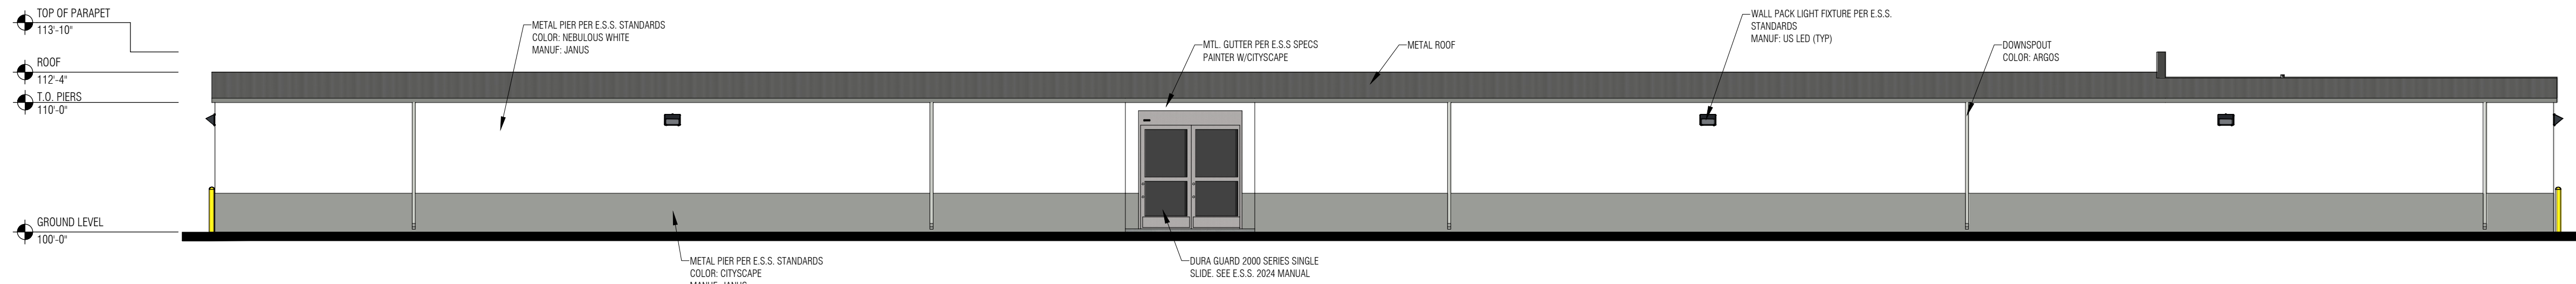 TOP OF PARAPET
113'-10"
ROOF
112'-4"
T.O. PIERS
110'-0"
GROUND LEVEL
100'-0"
METAL PIER PER E.S.S. STANDARDS
COLOR: NEBULOUS WHITE
MANUF: JANUS
MTL. GUTTER PER E.S.S SPECS
PAINTER W/CITYSCAPE
METAL ROOF
WALL PACK LIGHT FIXTURE PER E.S.S.
STANDARDS
MANUF: US LED (TYP)
DOWNSPOUT
COLOR: ARGOS
METAL PIER PER E.S.S. STANDARDS
COLOR: CITYSCAPE
MANUF: JANUS
DURA GUARD 2000 SERIES SINGLE
SLIDE. SEE E.S.S. 2024 MANUAL